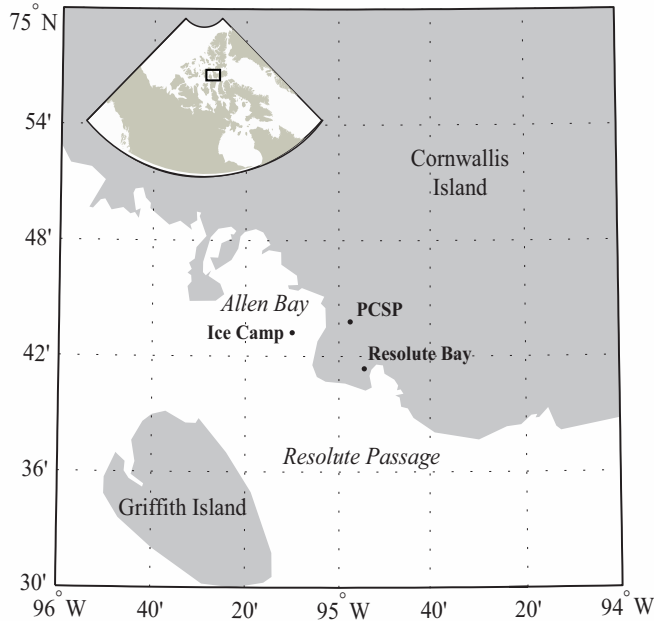 75° N
54'
Cornwallis
Island
48'
Allen Bay
PCSP
Ice Camp
42'
Resolute Bay
Resolute Passage
36'
Griffith Island
30'
96° W
40'
20'
95° W
40'
20'
94° W